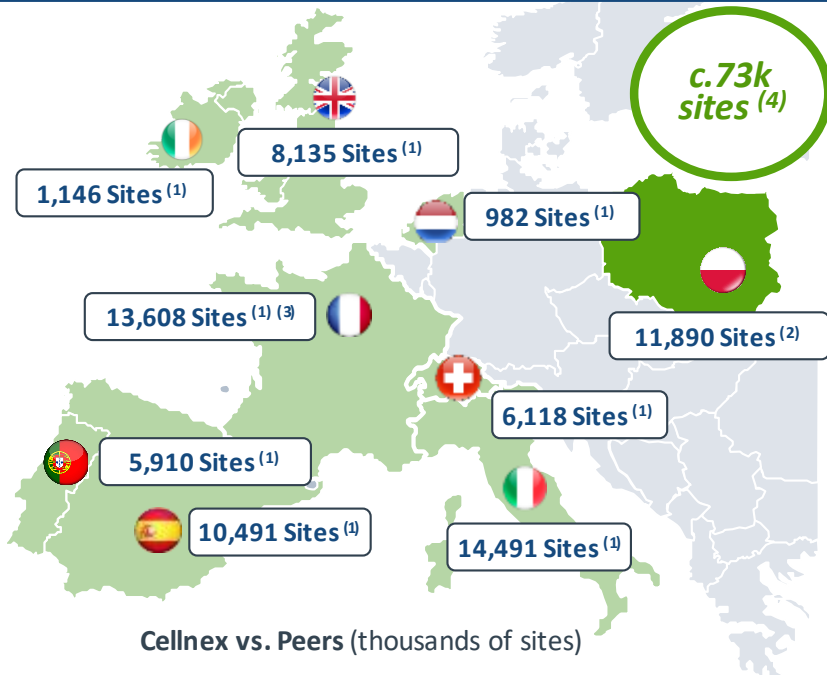 c.73k
sites (4)
8,135 Sites (1)
1,146 Sites (1)
982 Sites (1)
13,608 Sites (1) (3)
11,890 Sites (2)
6,118 Sites (1)
5,910 Sites (1)
10,491 Sites (1)
14,491 Sites (1)
Cellnex vs. Peers (thousands of sites)